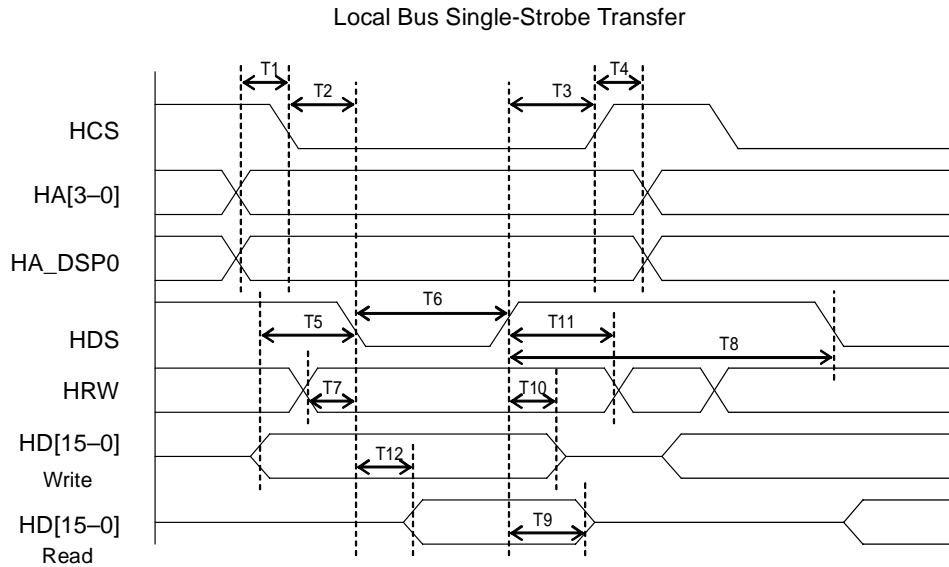 Local Bus Single-Strobe Transfer
T1
T4
T2
T3
HCS
HA[3–0]
HA_DSP0
T6
T5
T11
HDS
T8
HRW
T7
T10
HD[15–0]
T12
Write
HD[15–0]
T9
Read